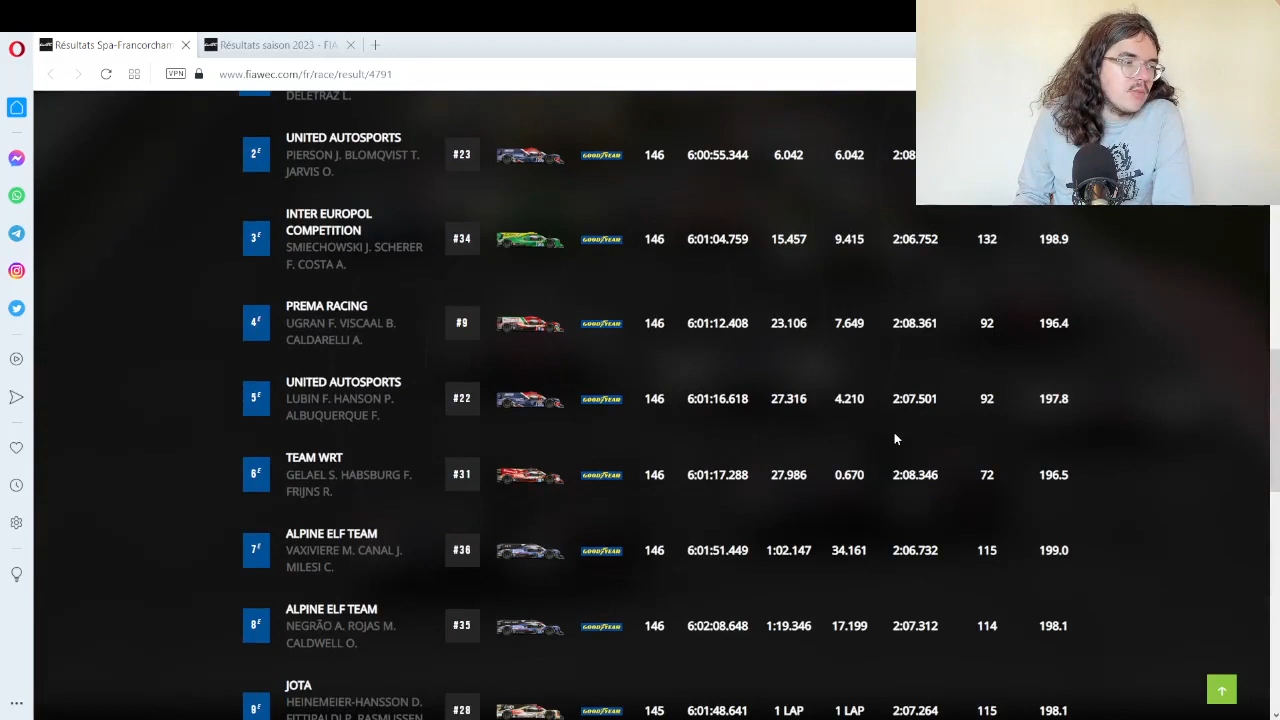 Résultats Spa-Francorcham
Résultats saison 2023 - FIA
VPN
www.fiawec.com/fr/race/result/4791
DELETRAZ L.
2E
UNITED AUTOSPORTS
PIERSON J. BLOMQVIST T.
JARVIS O.
#23
GOODYEAR
146 6:00:55.344 6.042 6.042 2:08
3E
INTER EUROPOL
COMPETITION
SMIECHOWSKI J. SCHERER
F. COSTA A.
#34
GOODYEAR
146 6:01:04.759 15.457 9.415 2:06.752 132 198.9
4E
PREMA RACING
UGRAN F. VISCAAL B.
CALDARELLI A.
#9
GOODYEAR
146 6:01:12.408 23.106 7.649 2:08.361 92 196.4
5E
UNITED AUTOSPORTS
LUBIN F. HANSON P.
ALBUQUERQUE F.
#22
GOODYEAR
146 6:01:16.618 27.316 4.210 2:07.501 92 197.8
6E
TEAM WRT
GELAEL S. HABSBURG F.
FRIJNS R.
#31
GOODYEAR
146 6:01:17.288 27.986 0.670 2:08.346 72 196.5
7E
ALPINE ELF TEAM
VAXIVIERE M. CANAL J.
MILESI C.
#36
GOODYEAR
146 6:01:51.449 1:02.147 34.161 2:06.732 115 199.0
8E
ALPINE ELF TEAM
NEGRÃO A. ROJAS M.
CALDWELL O.
#35
GOODYEAR
146 6:02:08.648 1:19.346 17.199 2:07.312 114 198.1
9E
JOTA
HEINEMEIER-HANSSON D.
FITTIPALDI P. RASMUSSEN
#28
GOODYEAR
145 6:01:48.641 1 LAP 1 LAP 2:07.264 115 198.1